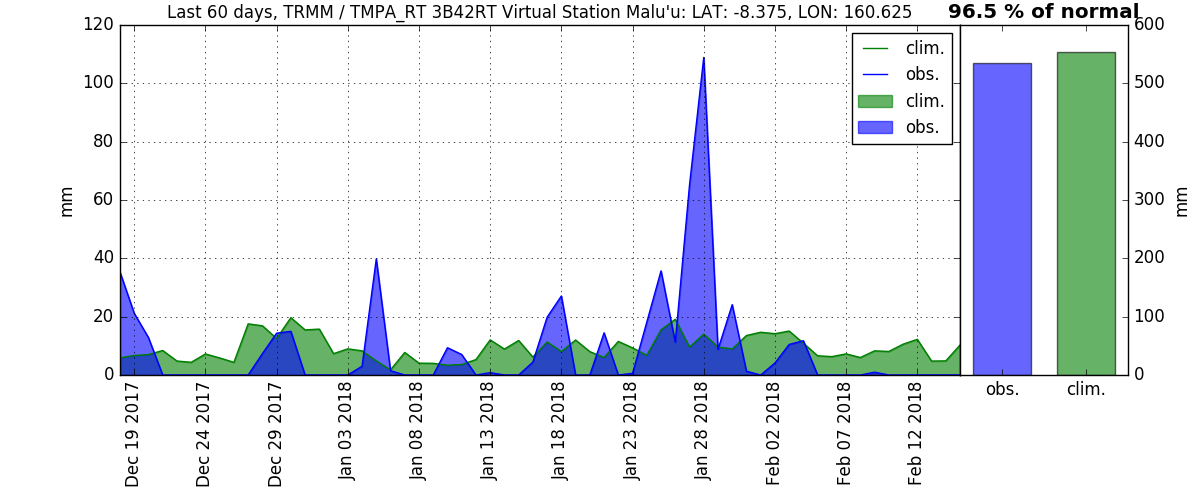 Last 60 days, TRMM / TMPA_RT 3B42RT Virtual Station Malu'u: LAT: -8.375, LON: 160.625
96.5 % of normal
120
100
80
60
40
20
0
mm
clim.
obs.
clim.
obs.
600
500
400
300
200
100
0
mm
obs.
clim.
Dec 19 2017
Dec 24 2017
Dec 29 2017
Jan 03 2018
Jan 08 2018
Jan 13 2018
Jan 18 2018
Jan 23 2018
Jan 28 2018
Feb 02 2018
Feb 07 2018
Feb 12 2018